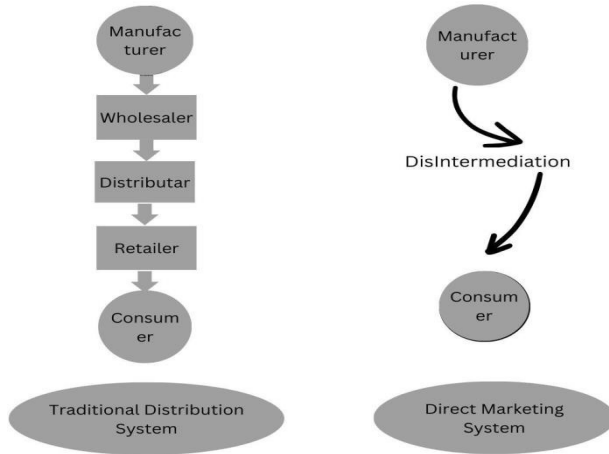 Manufac
turer
Wholesaler
Distributar
Retailer
Consum
er
Traditional Distribution
System
Manufact
urer
DisIntermediation
Consum
er
Direct Marketing
System